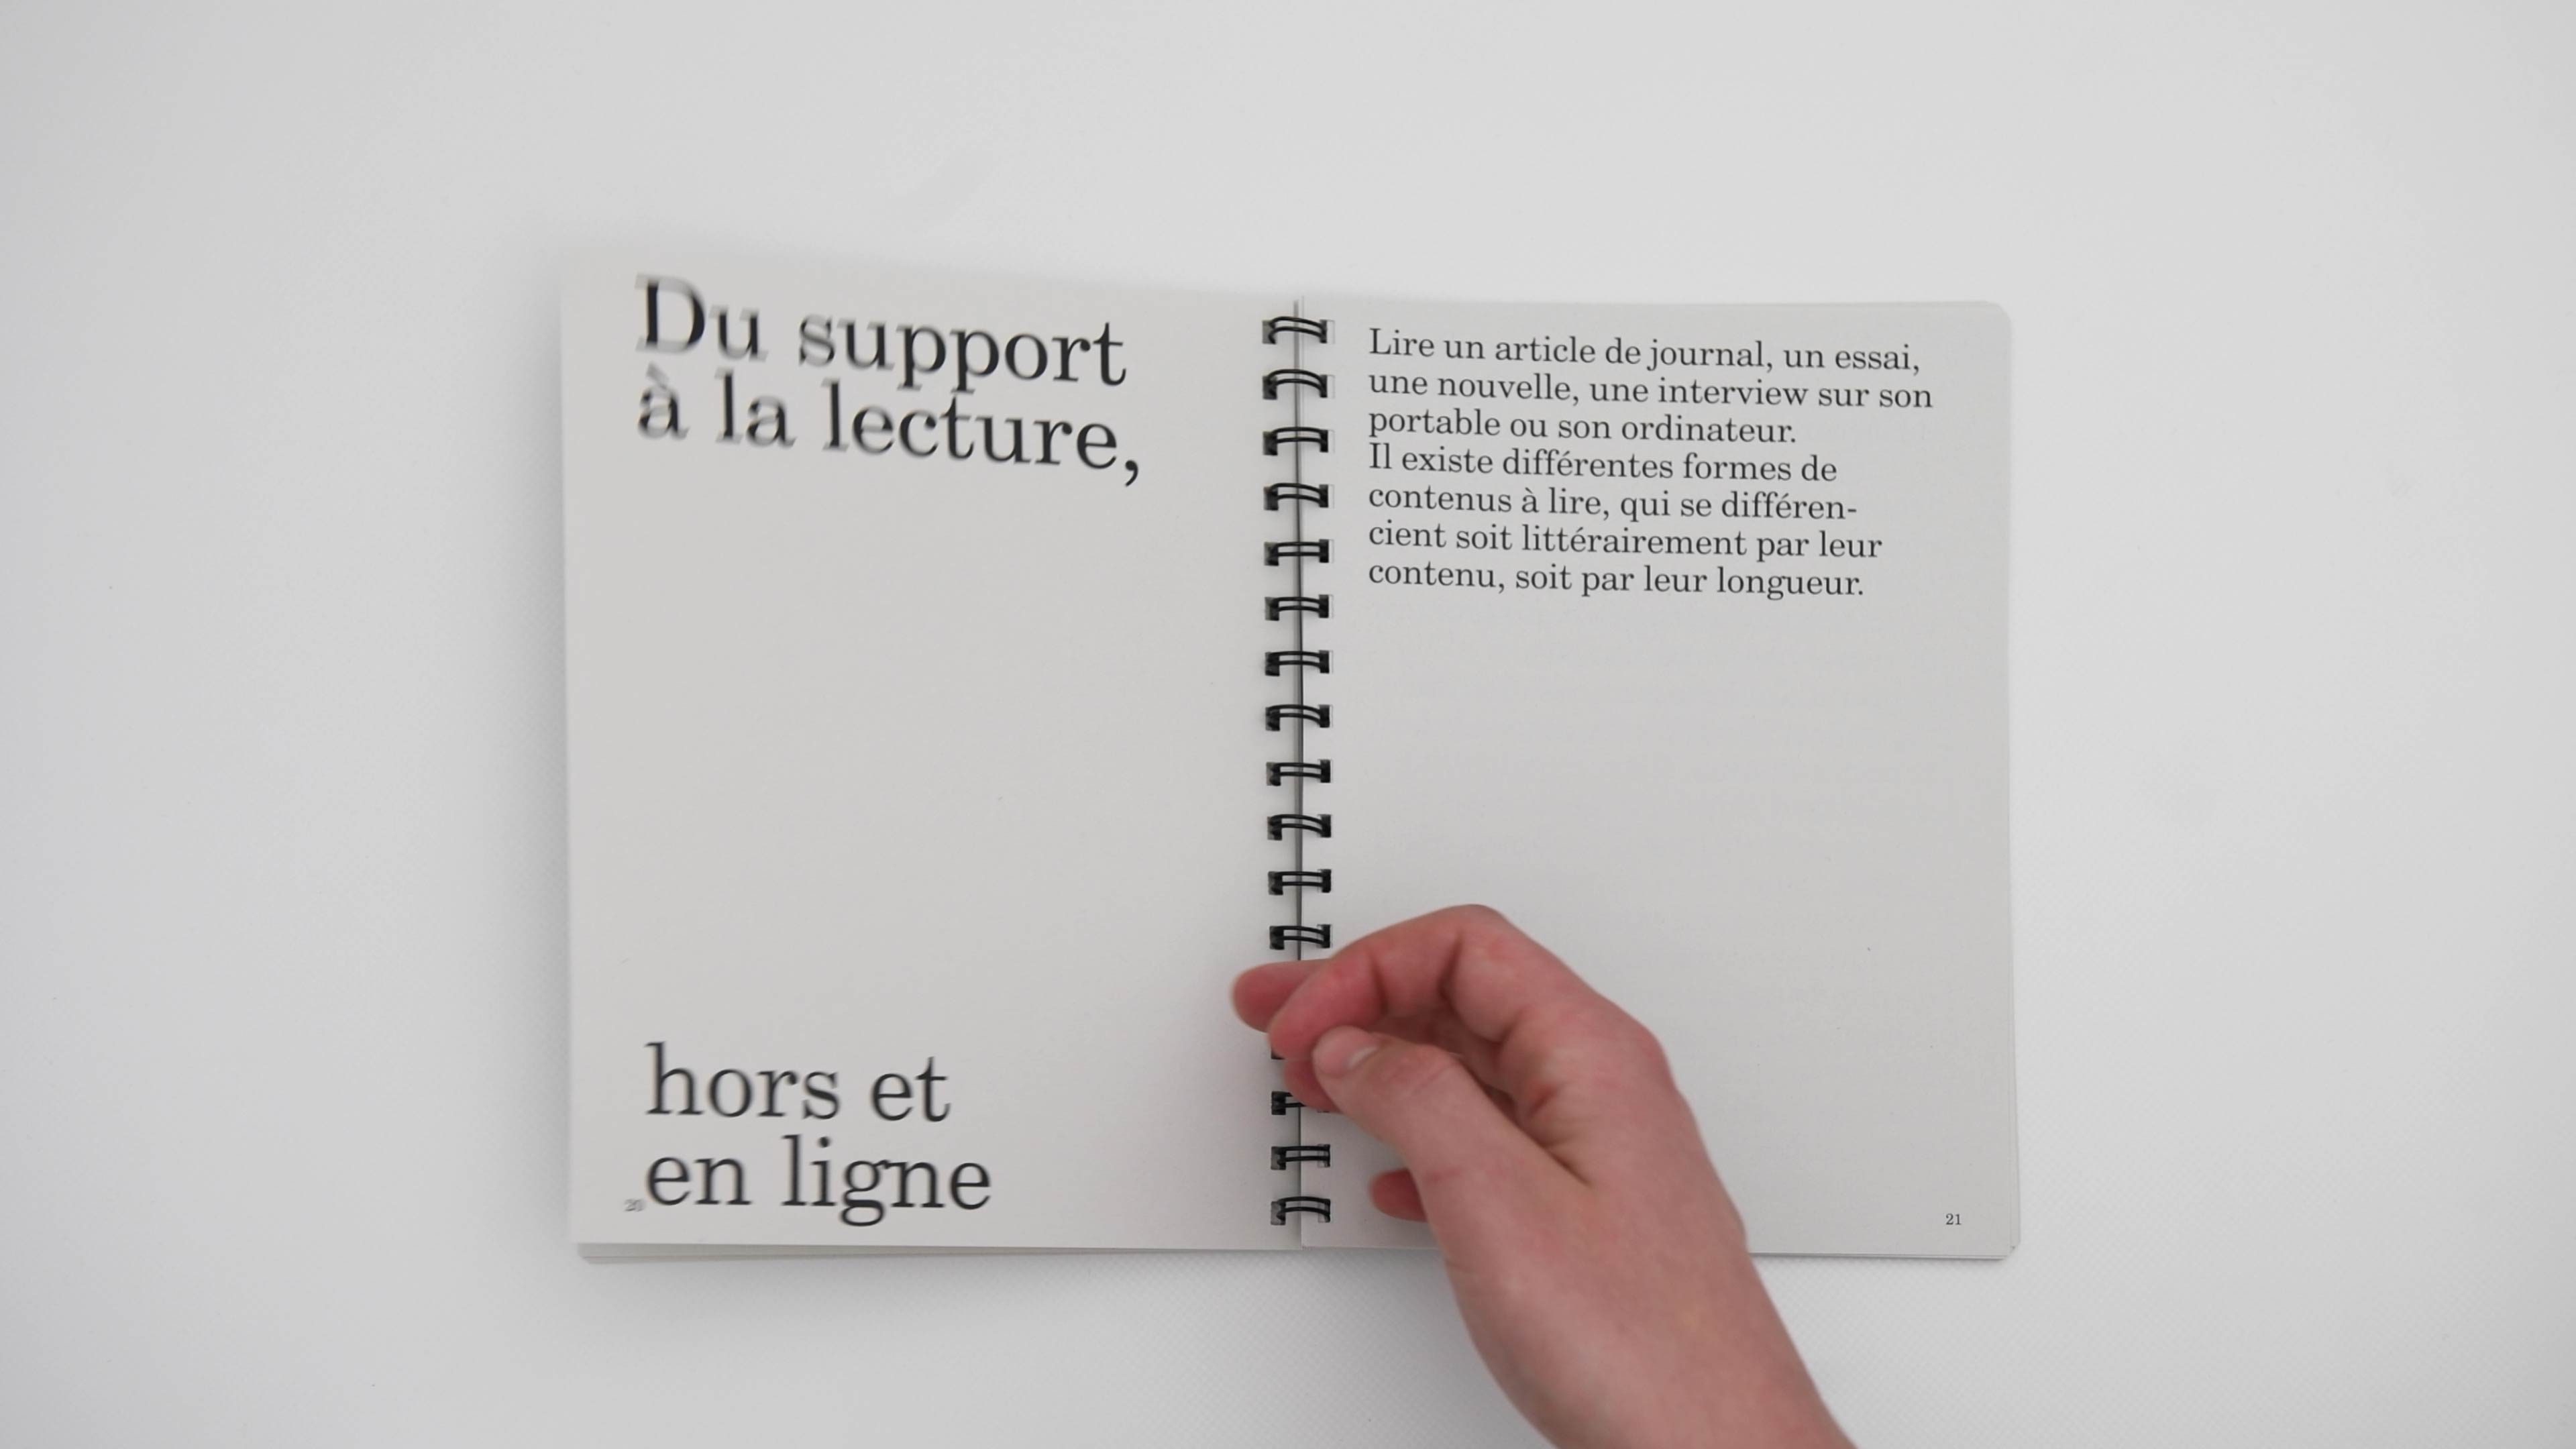 Du support
à la lecture,
hors et
en ligne
20
Lire un article de journal, un essai,
une nouvelle, une interview sur son
portable ou son ordinateur.
Il existe différentes formes de
contenus à lire, qui se différen-
cient soit littérairement par leur
contenu, soit par leur longueur.
21